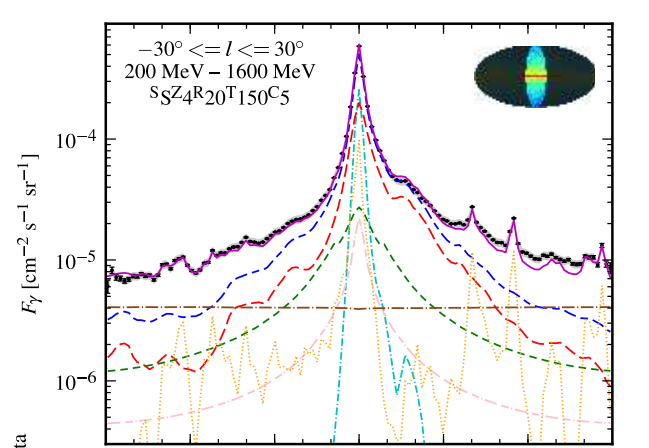 −30° <= l <= 30°
200 MeV − 1600 MeV
ˢSᶻ4ᴿ20ᵀ150ᶜ5
10⁻⁴
10⁻⁵
10⁻⁶
Fᵧ [cm⁻² s⁻¹ sr⁻¹]
ta